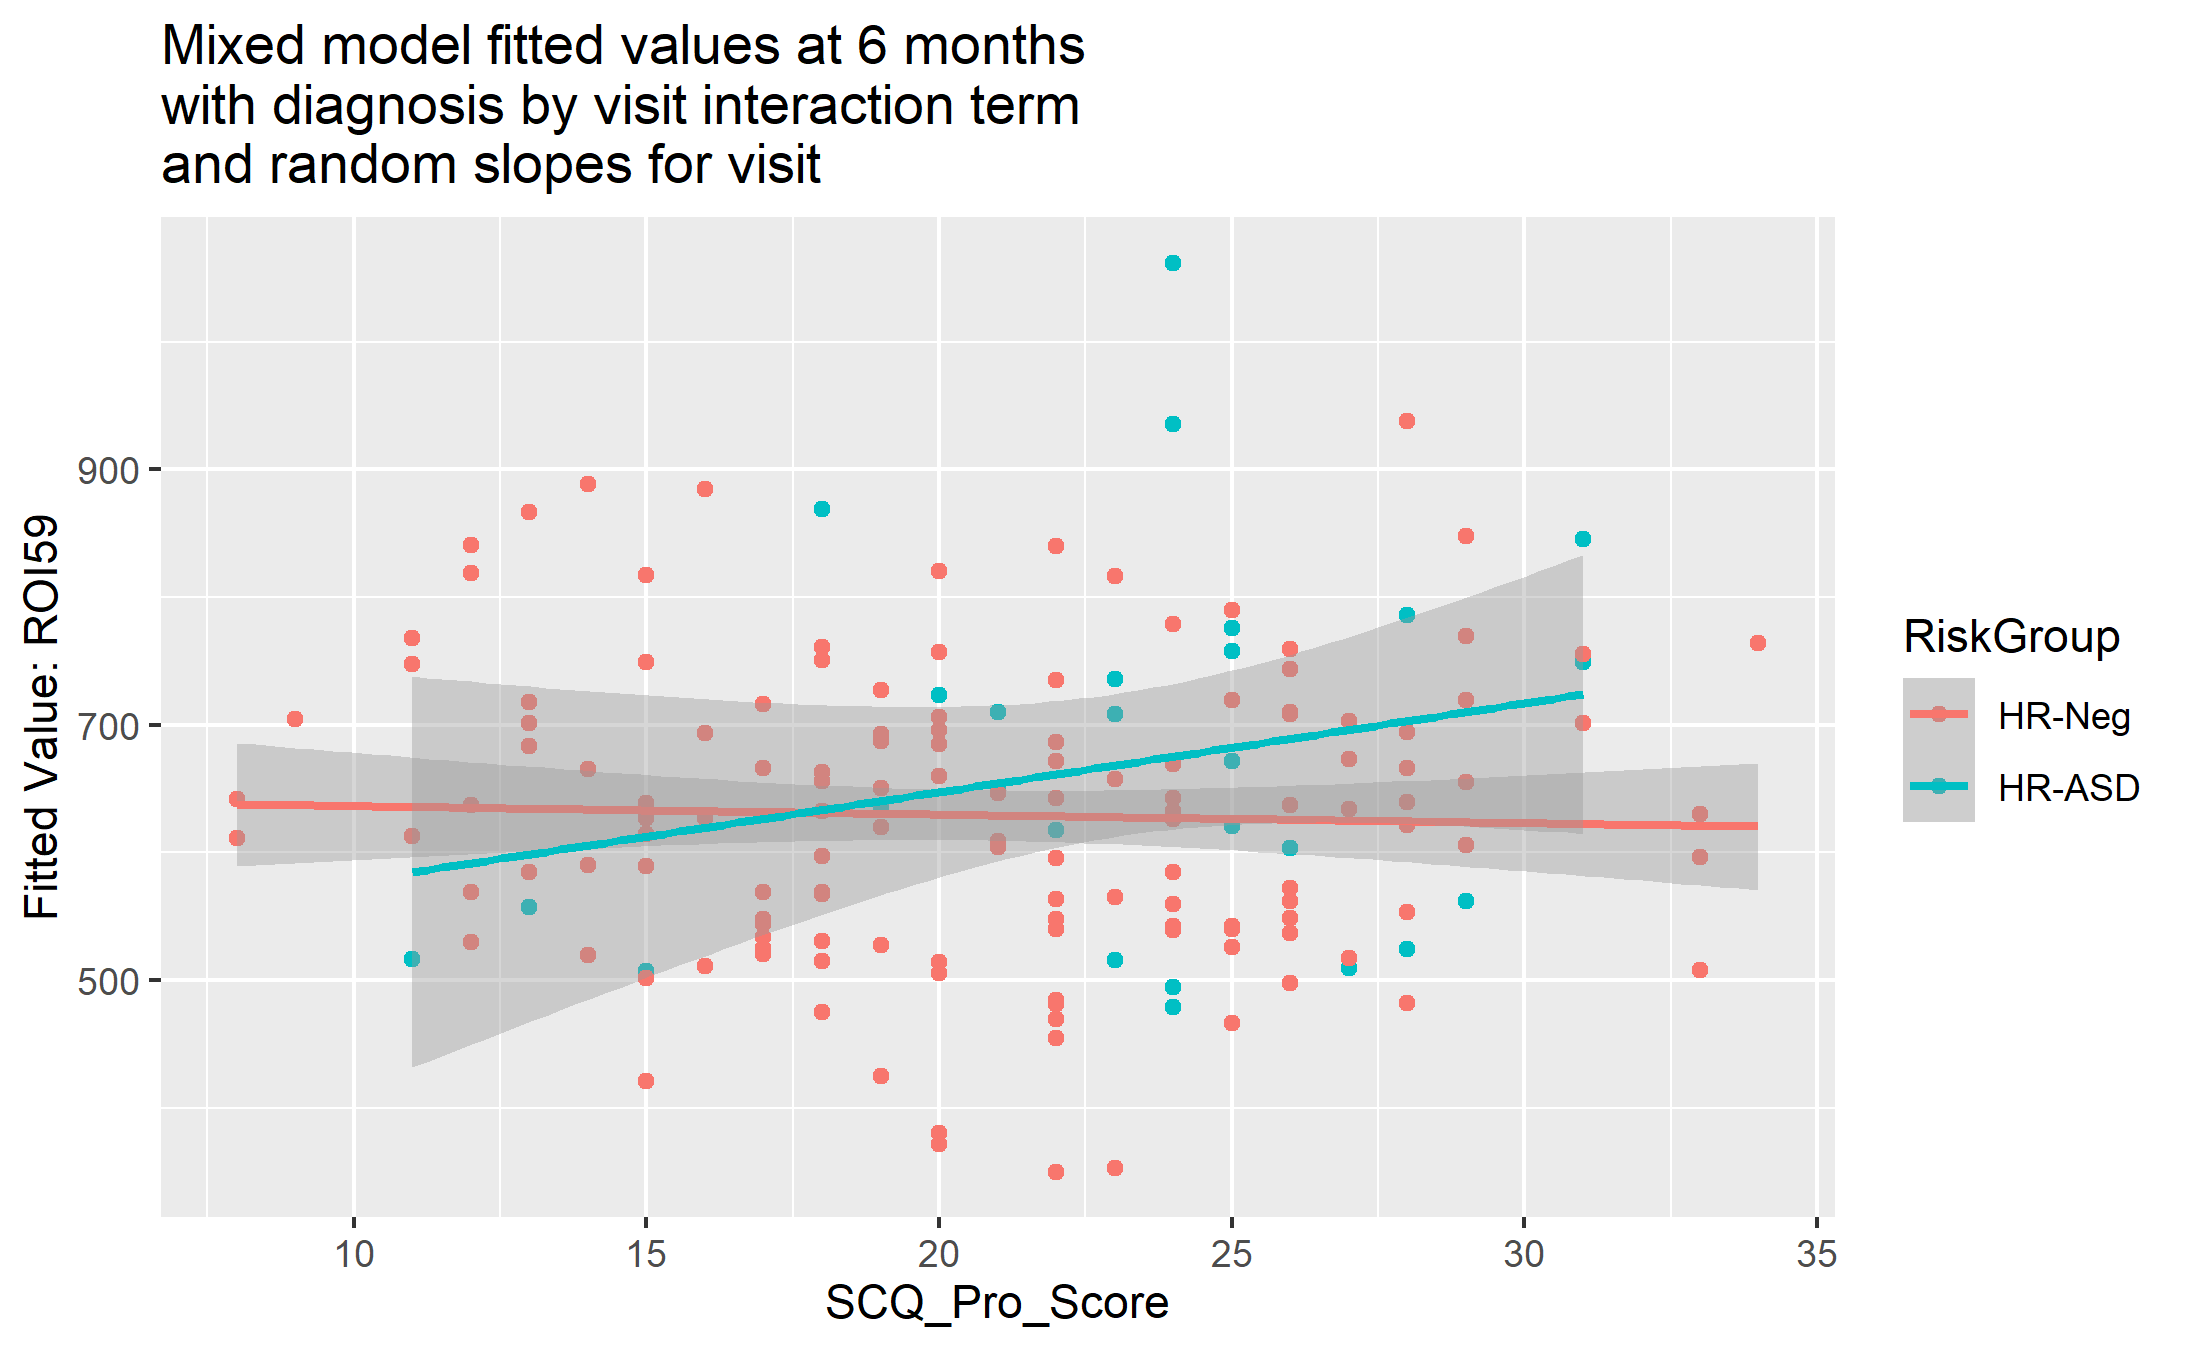 Mixed model fitted values at 6 months
with diagnosis by visit interaction term
and random slopes for visit
Fitted Value: ROI59
900
700
500
10 15 20 25 30 35
SCQ_Pro_Score
RiskGroup
HR-Neg
HR-ASD